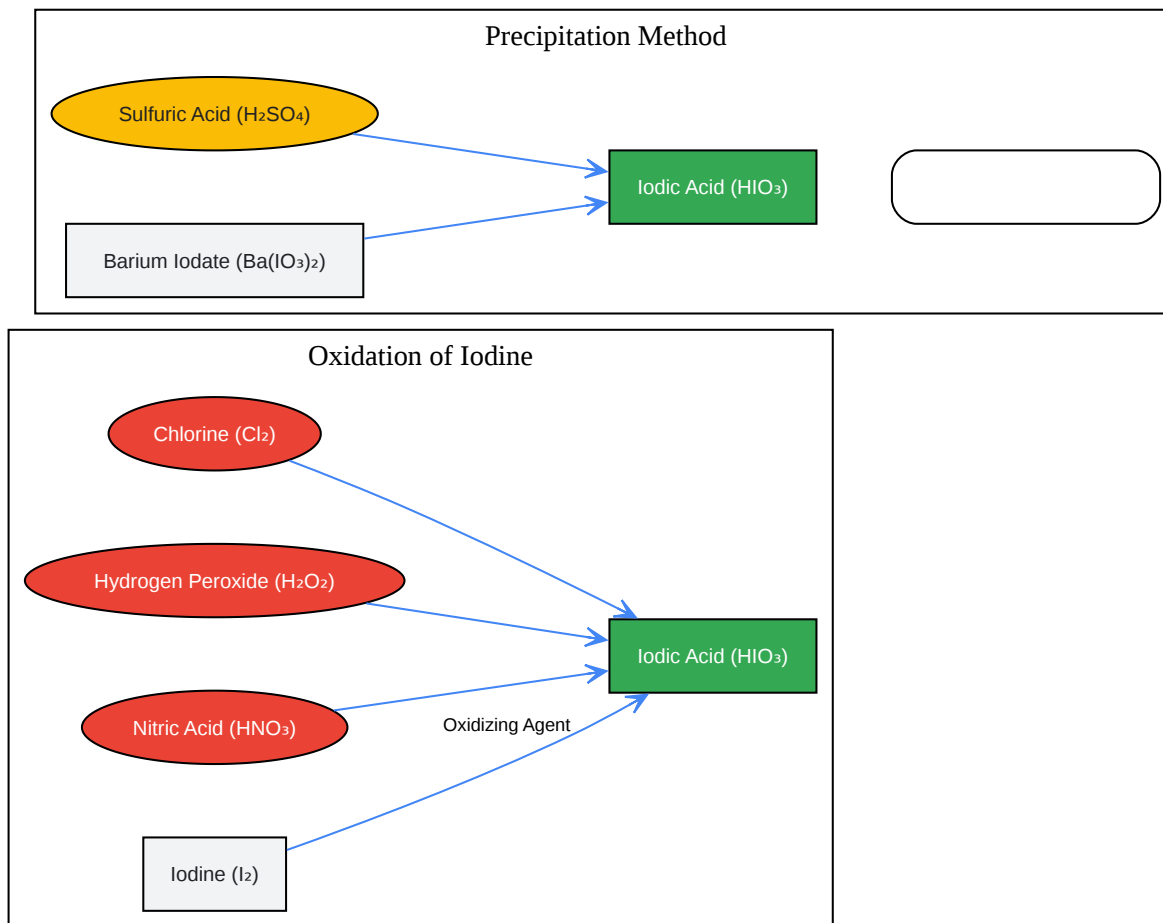 Precipitation Method
Sulfuric Acid (H₂SO₄)
Iodic Acid (HIO₃)
Barium Iodate (Ba(IO₃)₂)
Oxidation of Iodine
Chlorine (Cl₂)
Hydrogen Peroxide (H₂O₂)
Iodic Acid (HIO₃)
Nitric Acid (HNO₃)
Oxidizing Agent
Iodine (I₂)